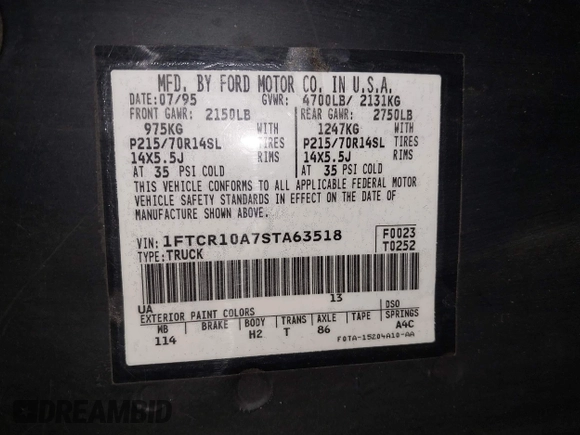 MFD. BY FORD MOTOR CO. IN U.S.A.
DATE: 07/95 GVWR: 4700LB/ 2131KG
FRONT GAWR: 2150LB REAR GAWR: 2750LB
975KG WITH 1247KG WITH
P215/70R14SL TIRES P215/70R14SL TIRES
14X5.5J RIMS 14X5.5J RIMS
AT 35 PSI COLD AT 35 PSI COLD
THIS VEHICLE CONFORMS TO ALL APPLICABLE FEDERAL MOTOR
VEHICLE SAFETY STANDARDS IN EFFECT ON THE DATE OF
MANUFACTURE SHOWN ABOVE.
VIN: 1FTCR10A7STA63518 F0023
TYPE: TRUCK T0252
UA 13
EXTERIOR PAINT COLORS DSO
WB BRAKE BODY TRANS AXLE TAPE SPRINGS
114 H2 T 86 A4C
F0TA-15204A10-AA
DREAMBID